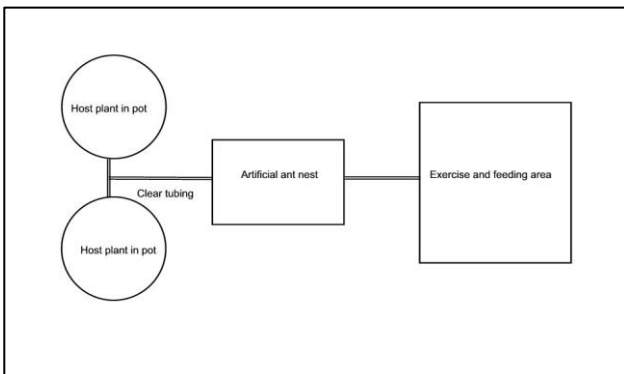 Host plant in pot
Artificial ant nest
Exercise and feeding area
Clear tubing
Host plant in pot